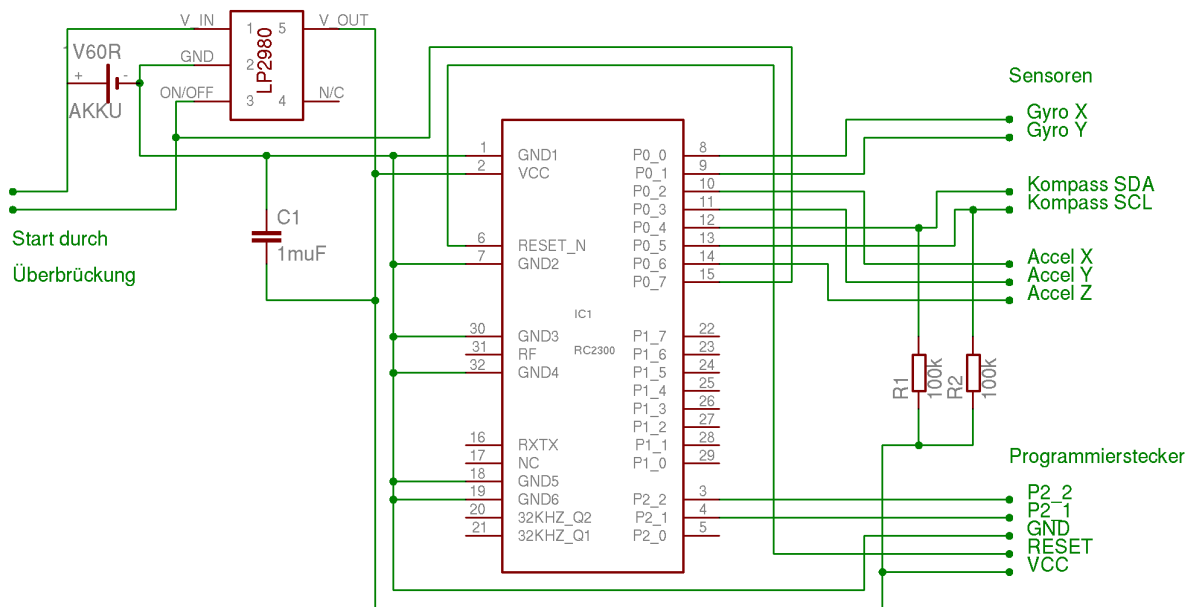 V_IN
1
5
V_OUT
V60R
GND
2
LP2980
+
-
AKKU
ON/OFF
3
4
N/C
Sensoren
Gyro X
Gyro Y
Kompass SDA
Kompass SCL
Accel X
Accel Y
Accel Z
Start durch
Überbrückung
C1
1muF
1 GND1
2 VCC
6 RESET_N
7 GND2
30 GND3
31 RF
32 GND4
16 RXTX
17 NC
18 GND5
19 GND6
20 32KHZ_Q2
21 32KHZ_Q1
IC1
RC2300
P0_0 8
P0_1 9
P0_2 10
P0_3 11
P0_4 12
P0_5 13
P0_6 14
P0_7 15
P1_7 22
P1_6 23
P1_5 24
P1_4 25
P1_3 26
P1_2 27
P1_1 28
P1_0 29
P2_2 3
P2_1 4
P2_0 5
R1
100k
R2
100k
Programmierstecker
P2_2
P2_1
GND
RESET
VCC